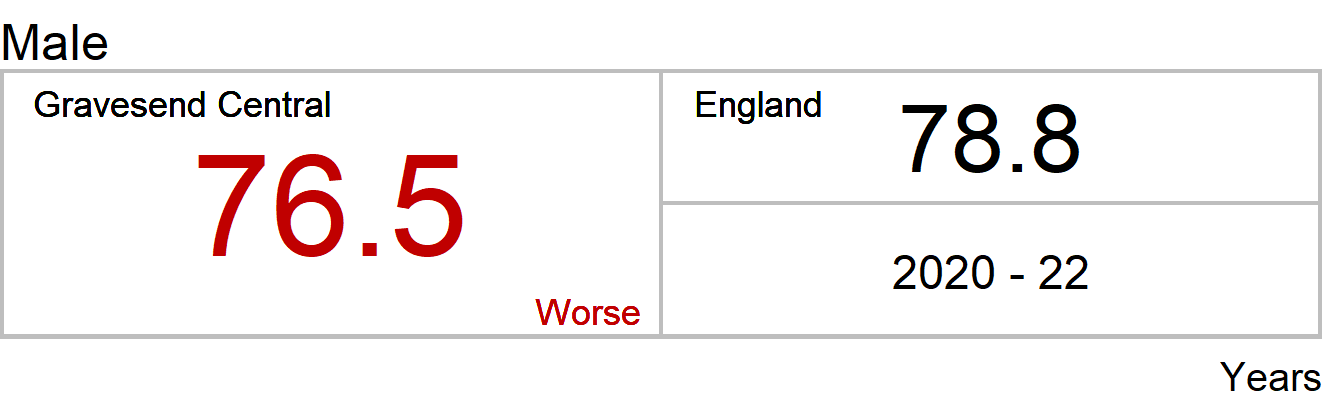 Male
Gravesend Central
76.5
Worse
England
78.8
2020 - 22
Years